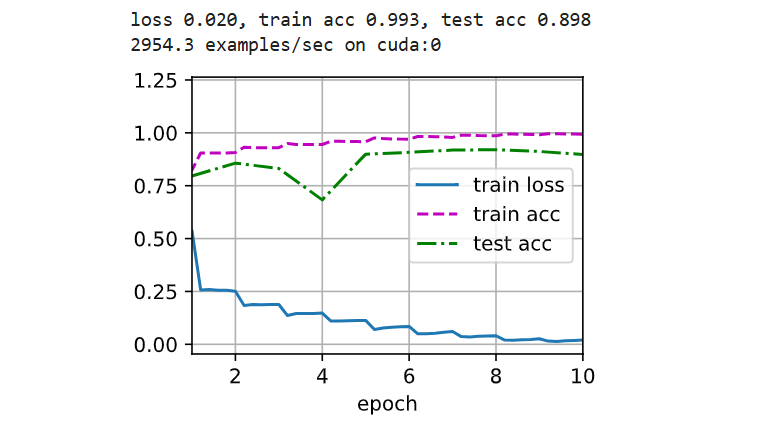 loss 0.020, train acc 0.993, test acc 0.898
2954.3 examples/sec on cuda:0
1.25
1.00
0.75
0.50
0.25
0.00
train loss
train acc
test acc
2 4 6 8 10
epoch